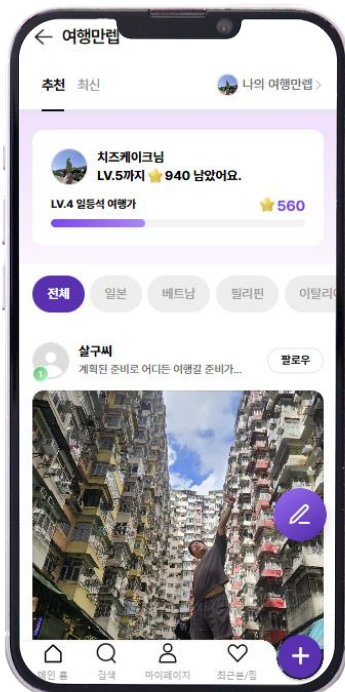 여행만렙
추천 최신 나의 여행만렙
치즈케이크님
LV.5까지 940 남았어요.
LV.4 일등석 여행가 560
전체 일본 베트남 필리핀 이탈리아
살구씨 팔로우
계획된 준비로 어디든 여행갈 준비가...
1
메인 홈 검색 마이페이지 최근본/찜